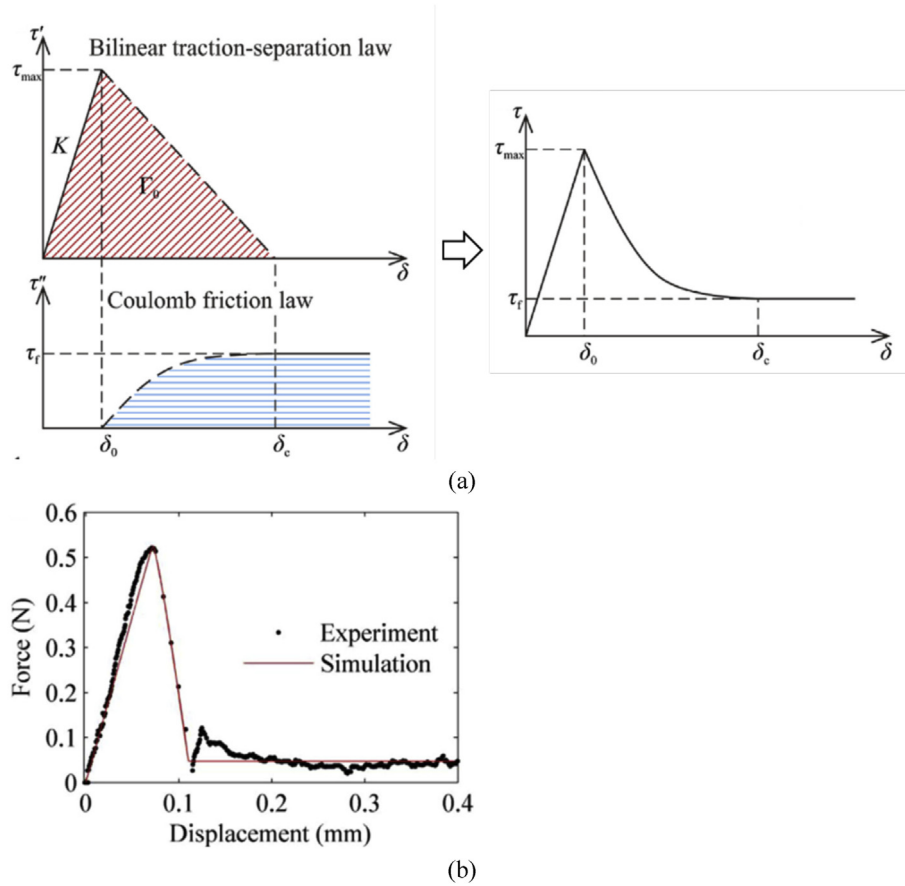 τ′
Bilinear traction-separation law
τmax
K
Γ0
δ
τ″
Coulomb friction law
τf
δ0
δc
δ
τ
τmax
τf
δ0
δc
δ
(a)
0.6
0.5
0.4
0.3
0.2
0.1
0
Force (N)
Experiment
Simulation
0 0.1 0.2 0.3 0.4
Displacement (mm)
(b)